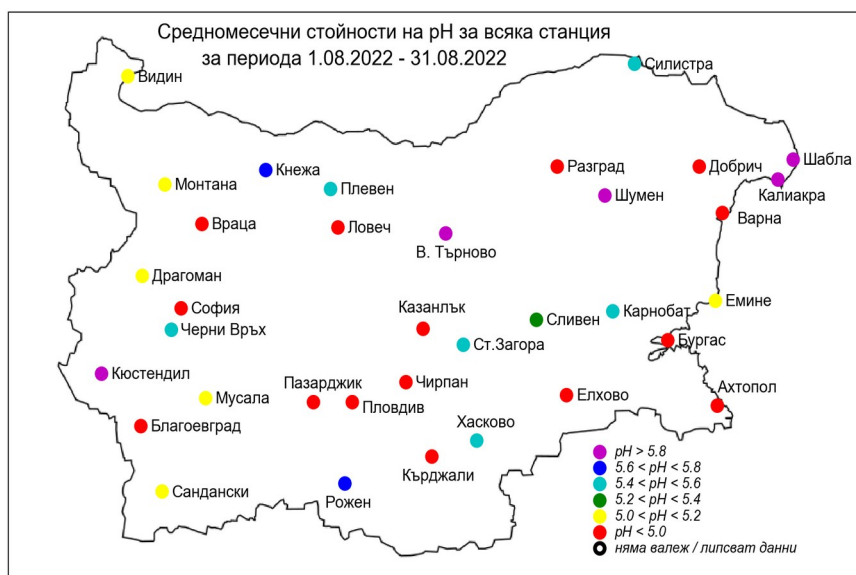 Средномесечни стойности на pH за всяка станция
за периода 1.08.2022 - 31.08.2022
Силистра
Видин
Шабла
Кнежа
Разград
Добрич
Калиакра
Монтана
Плевен
Шумен
Варна
Враца
Ловеч
В. Търново
Драгоман
Емине
София
Казанлък
Сливен
Карнобат
Черни Връх
Ст.Загора
Бургас
Кюстендил
Пазарджик
Чирпан
Ахтопол
Мусала
Пловдив
Елхово
Благоевград
Хасково
Кърджали
Сандански
Рожен
pH > 5.8
5.6 < pH < 5.8
5.4 < pH < 5.6
5.2 < pH < 5.4
5.0 < pH < 5.2
pH < 5.0
няма валеж / липсват данни